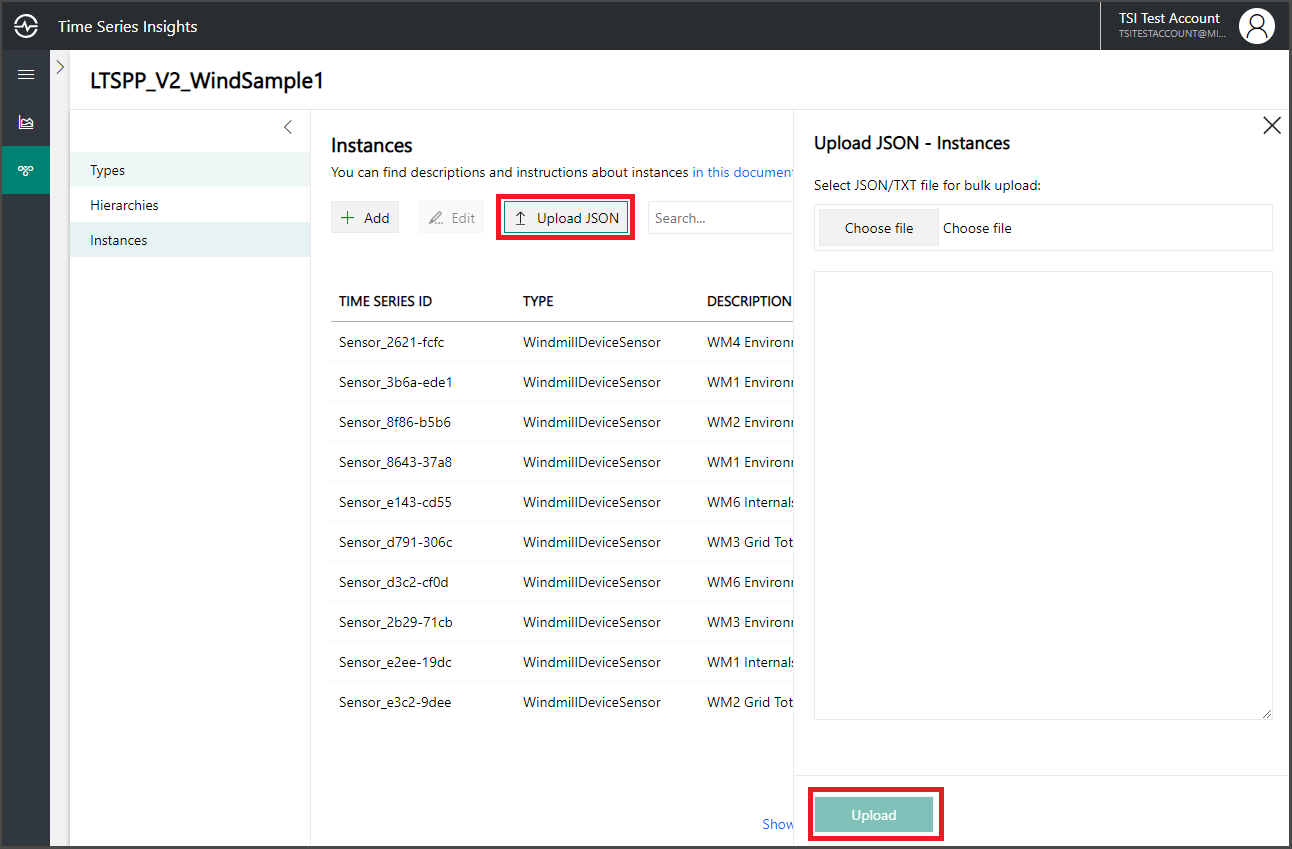 Time Series Insights
TSI Test Account
TSITESTACCOUNT@MI...
LTSPP_V2_WindSample1
Types
Hierarchies
Instances
Instances
You can find descriptions and instructions about instances in this document
Add
Edit
Upload JSON
Search...
TIME SERIES ID TYPE DESCRIPTION
Sensor_2621-fcfc WindmillDeviceSensor WM4 Environ
Sensor_3b6a-ede1 WindmillDeviceSensor WM1 Environ
Sensor_8f86-b5b6 WindmillDeviceSensor WM2 Environ
Sensor_8643-37a8 WindmillDeviceSensor WM1 Environ
Sensor_e143-cd55 WindmillDeviceSensor WM6 Internals
Sensor_d791-306c WindmillDeviceSensor WM3 Grid Tot
Sensor_d3c2-cf0d WindmillDeviceSensor WM6 Environ
Sensor_2b29-71cb WindmillDeviceSensor WM3 Environ
Sensor_e2ee-19dc WindmillDeviceSensor WM1 Internals
Sensor_e3c2-9dee WindmillDeviceSensor WM2 Grid Tot
Show
Upload JSON - Instances
Select JSON/TXT file for bulk upload:
Choose file Choose file
Upload